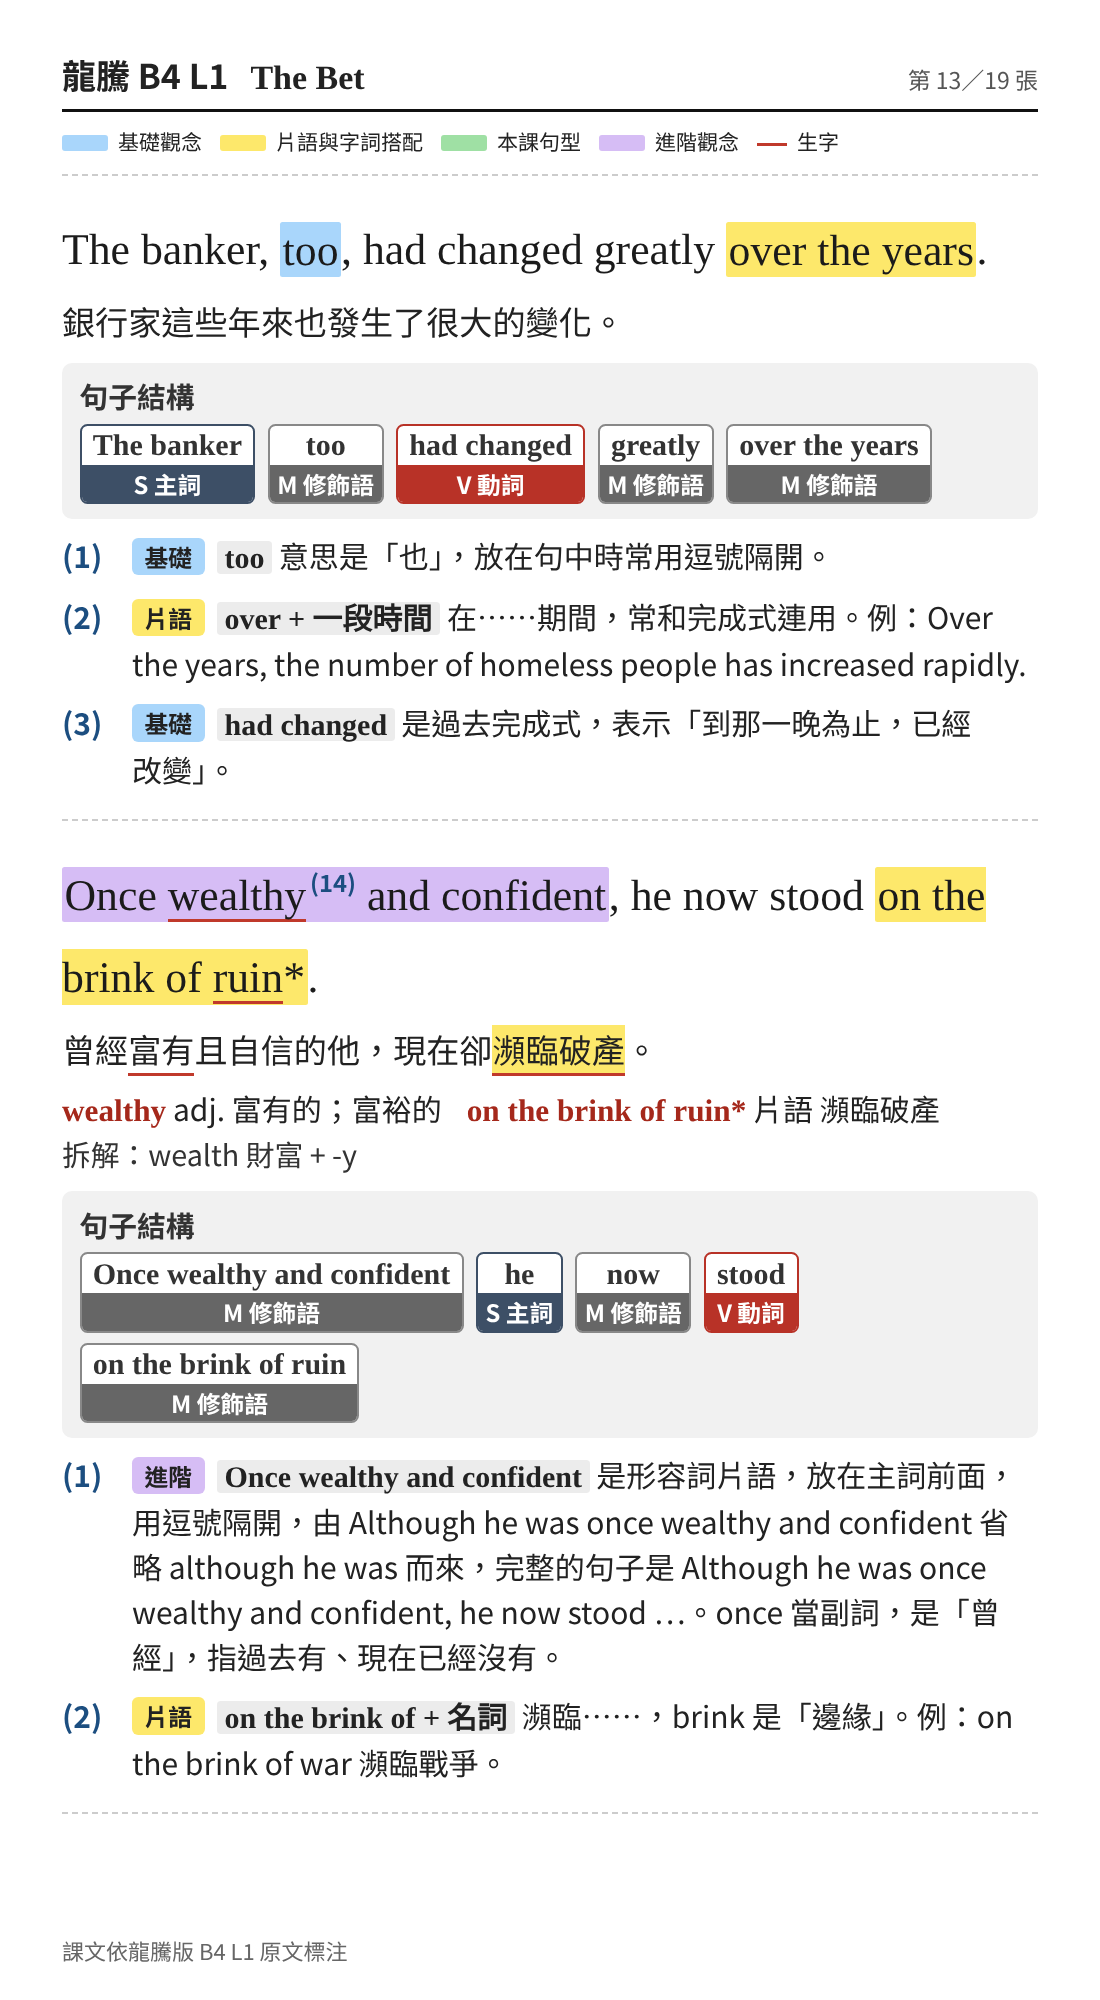 龍騰 B4 L1 The Bet
第 13／19 張
基礎觀念 片語與字詞搭配 本課句型 進階觀念 生字
The banker, too, had changed greatly over the years.
銀行家這些年來也發生了很大的變化。
句子結構
The banker too had changed greatly over the years
S 主詞 M 修飾語 V 動詞 M 修飾語 M 修飾語
(1) 基礎 too 意思是「也」，放在句中時常用逗號隔開。
(2) 片語 over + 一段時間 在……期間，常和完成式連用。例：Over
the years, the number of homeless people has increased rapidly.
(3) 基礎 had changed 是過去完成式，表示「到那一晚為止，已經
改變」。
Once wealthy(14) and confident, he now stood on the
brink of ruin*.
曾經富有且自信的他，現在卻瀕臨破產。
wealthy adj. 富有的；富裕的 on the brink of ruin* 片語 瀕臨破產
拆解：wealth 財富 + -y
句子結構
Once wealthy and confident he now stood
M 修飾語 S 主詞 M 修飾語 V 動詞
on the brink of ruin
M 修飾語
(1) 進階 Once wealthy and confident 是形容詞片語，放在主詞前面，
用逗號隔開，由 Although he was once wealthy and confident 省
略 although he was 而來，完整的句子是 Although he was once
wealthy and confident, he now stood …。once 當副詞，是「曾
經」，指過去有、現在已經沒有。
(2) 片語 on the brink of + 名詞 瀕臨……，brink 是「邊緣」。例：on
the brink of war 瀕臨戰爭。
課文依龍騰版 B4 L1 原文標注